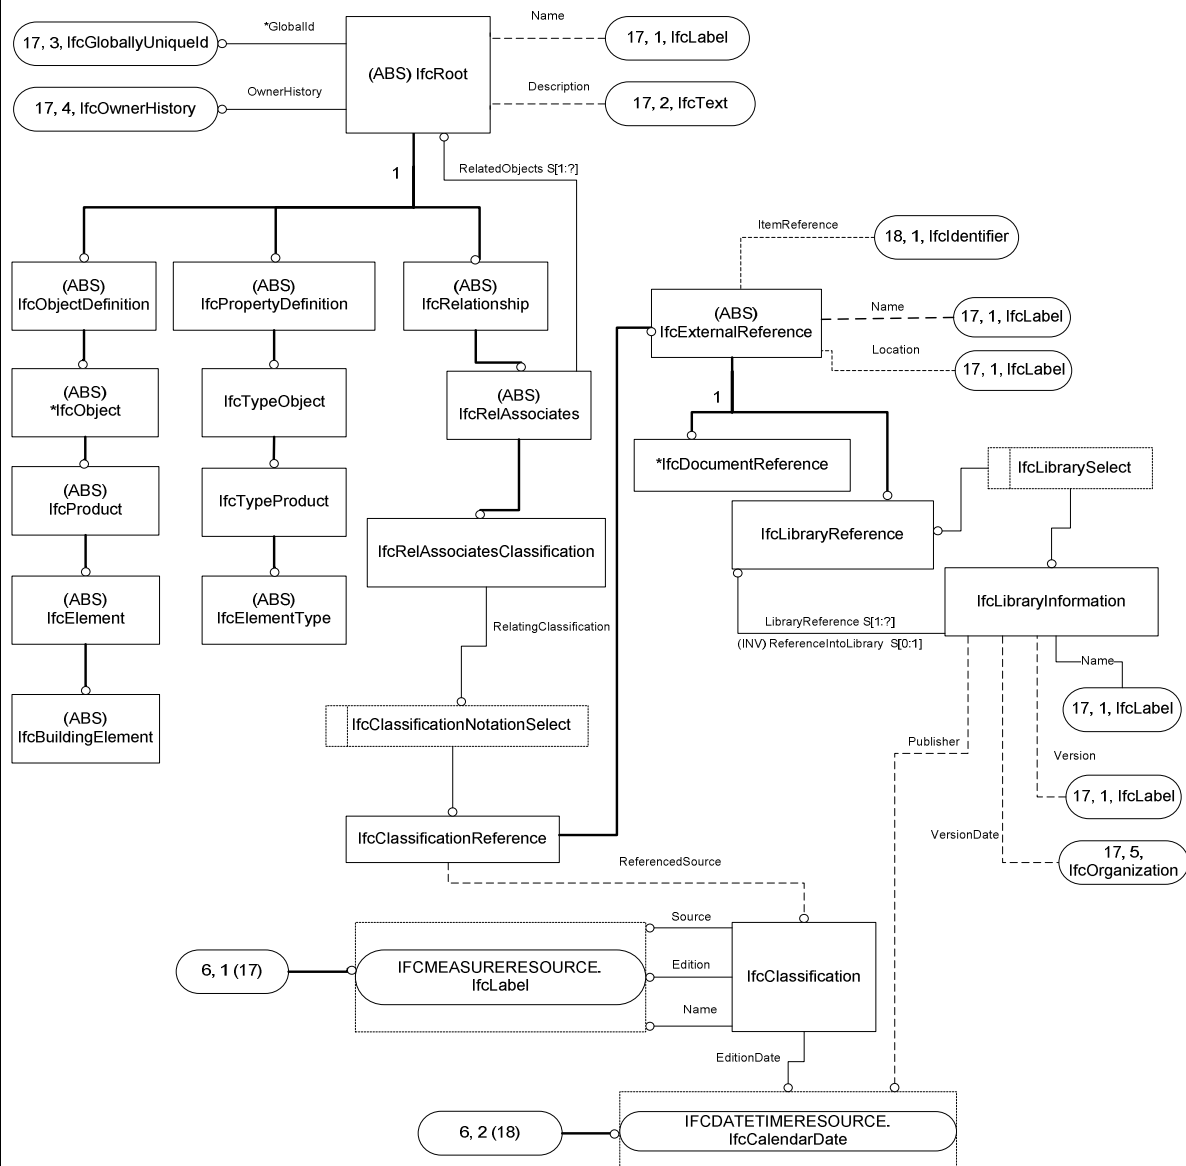 *GlobalId
Name
17, 3, IfcGloballyUniqueId
17, 1, IfcLabel
(ABS) IfcRoot
OwnerHistory
Description
17, 4, IfcOwnerHistory
17, 2, IfcText
1
RelatedObjects S[1:?]
ItemReference
18, 1, IfcIdentifier
(ABS)
IfcObjectDefinition
(ABS)
IfcPropertyDefinition
(ABS)
IfcRelationship
(ABS)
IfcExternalReference
Name
17, 1, IfcLabel
Location
17, 1, IfcLabel
(ABS)
*IfcObject
IfcTypeObject
(ABS)
IfcRelAssociates
1
*IfcDocumentReference
IfcLibrarySelect
(ABS)
IfcProduct
IfcTypeProduct
IfcRelAssociatesClassification
IfcLibraryReference
(ABS)
IfcElement
(ABS)
IfcElementType
IfcLibraryInformation
RelatingClassification
LibraryReference S[1:?]
(INV) ReferenceIntoLibrary S[0:1]
Name
17, 1, IfcLabel
(ABS)
IfcBuildingElement
IfcClassificationNotationSelect
Publisher
Version
17, 1, IfcLabel
IfcClassificationReference
VersionDate
17, 5,
IfcOrganization
ReferencedSource
Source
6, 1 (17)
IFCMEASURERESOURCE.
IfcLabel
Edition
IfcClassification
Name
EditionDate
6, 2 (18)
IFCDATETIMERESOURCE.
IfcCalendarDate